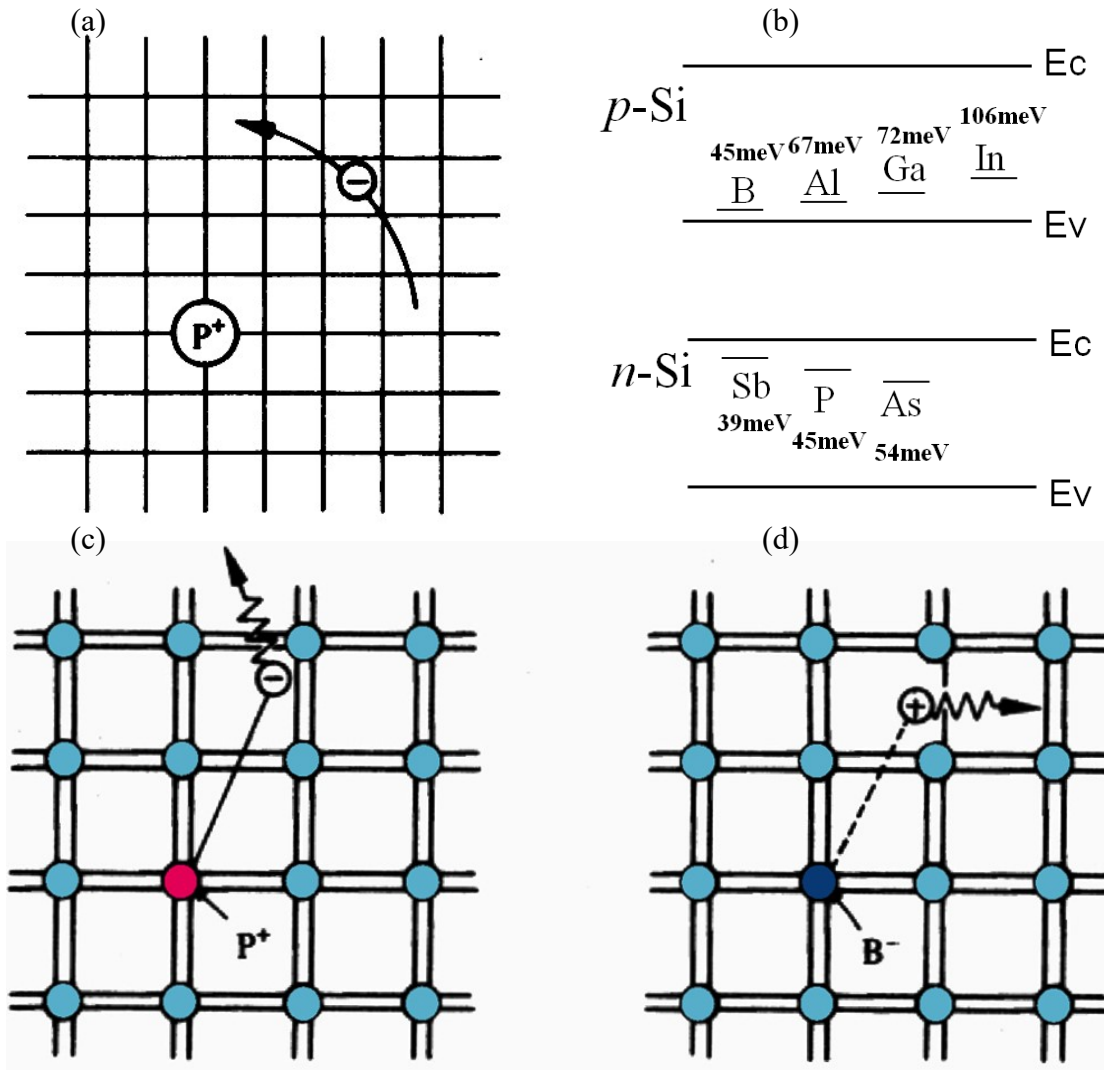 (a)
P⁺
−
(b)
Ec
p-Si
45meV 67meV 72meV 106meV
B Al Ga In
Ev
Ec
n-Si
Sb P As
39meV 45meV 54meV
Ev
(c)
−
P⁺
(d)
+
B⁻